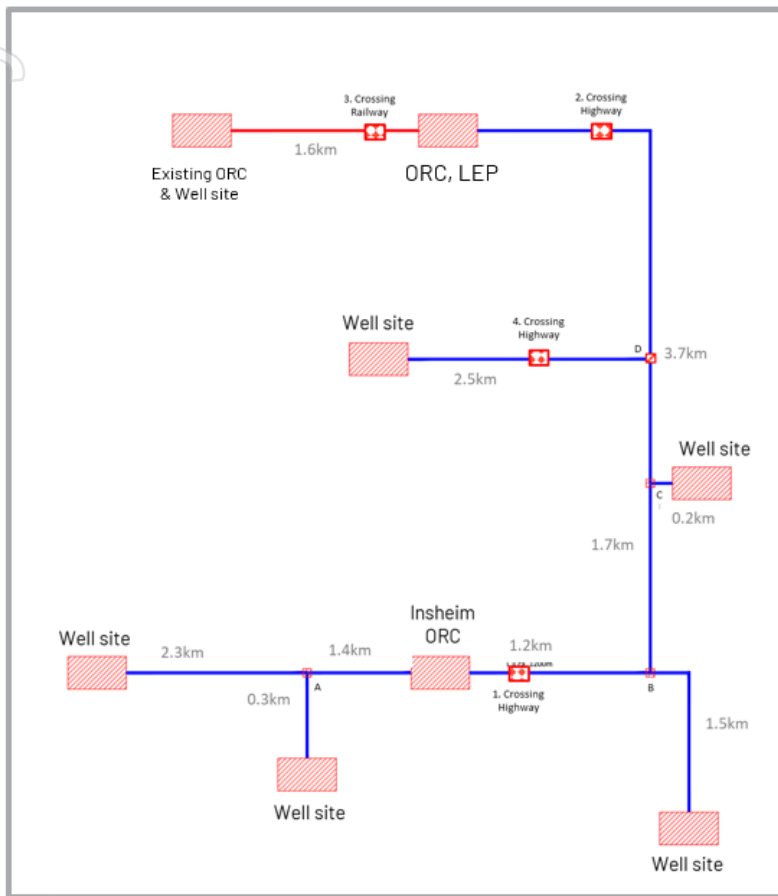 3. Crossing
Railway
2. Crossing
Highway
1.6km
Existing ORC
& Well site
ORC, LEP
Well site
4. Crossing
Highway
D
3.7km
2.5km
Well site
C
0.2km
1.7km
Insheim
ORC
Well site
2.3km
1.4km
1.2km
0.3km
A
1. Crossing
Highway
B
1.5km
Well site
Well site